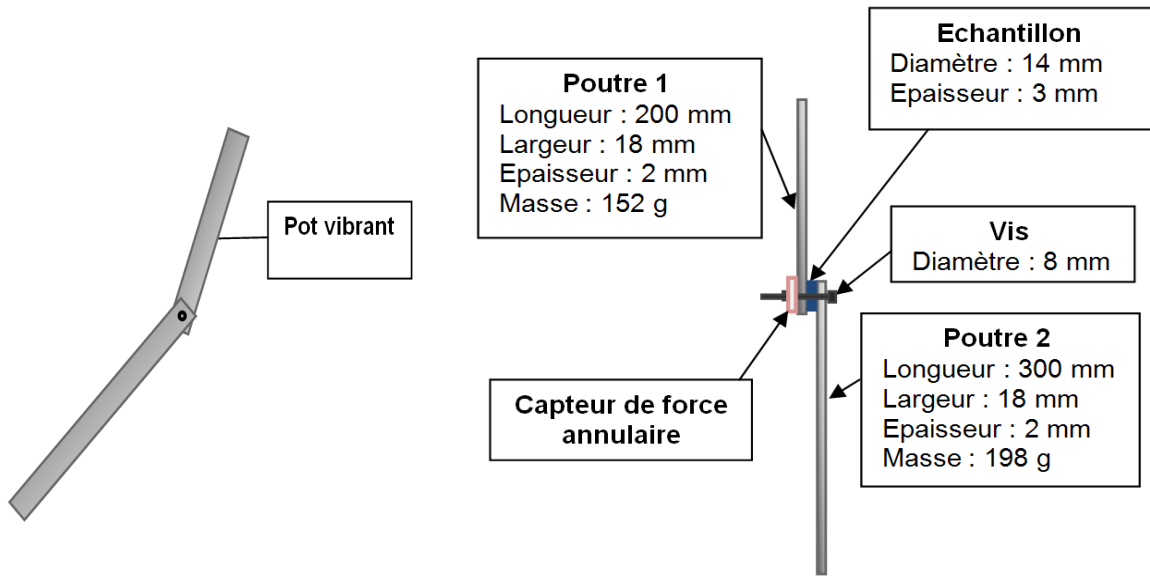 Pot vibrant
Poutre 1
Longueur : 200 mm
Largeur : 18 mm
Epaisseur : 2 mm
Masse : 152 g
Echantillon
Diamètre : 14 mm
Epaisseur : 3 mm
Vis
Diamètre : 8 mm
Capteur de force
annulaire
Poutre 2
Longueur : 300 mm
Largeur : 18 mm
Epaisseur : 2 mm
Masse : 198 g